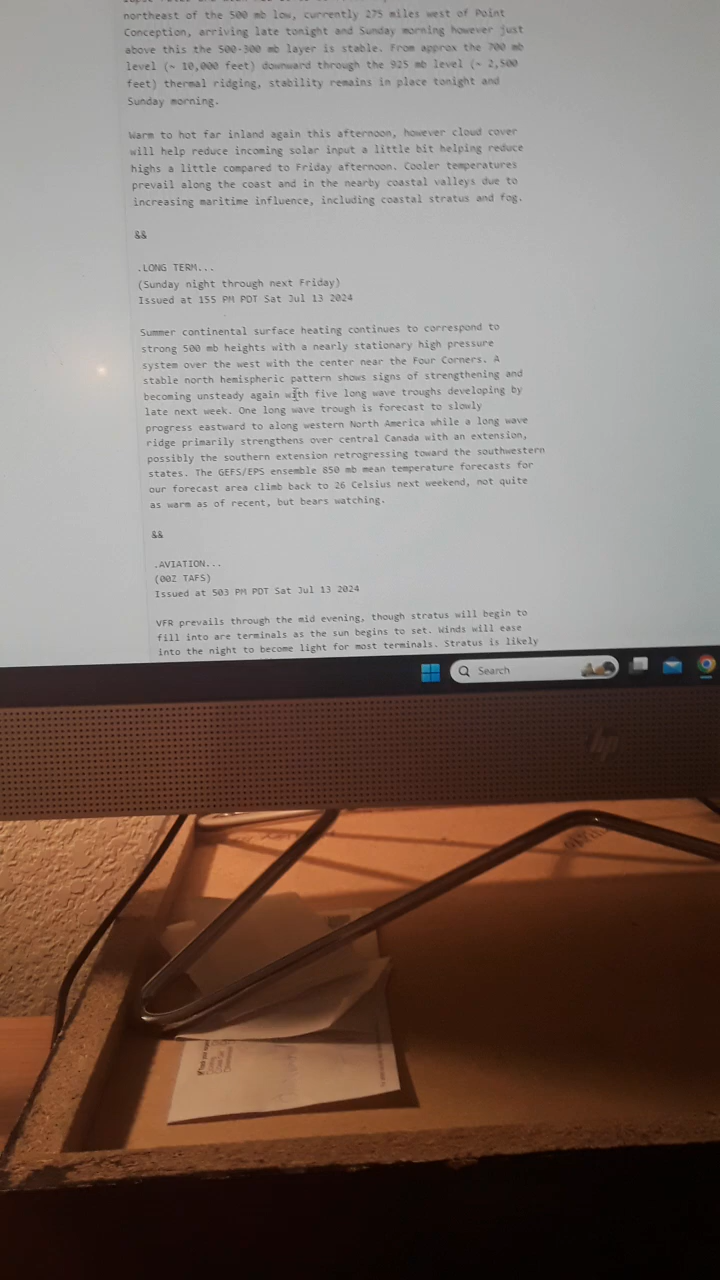 northeast of the 500 mb low, currently 275 miles west of Point
Conception, arriving late tonight and Sunday morning however just
above this the 500-300 mb layer is stable. From approx the 700 mb
level (~ 10,000 feet) downward through the 925 mb level (~ 2,500
feet) thermal ridging, stability remains in place tonight and
Sunday morning.
Warm to hot far inland again this afternoon, however cloud cover
will help reduce incoming solar input a little bit helping reduce
highs a little compared to Friday afternoon. Cooler temperatures
prevail along the coast and in the nearby coastal valleys due to
increasing maritime influence, including coastal stratus and fog.
&&
.LONG TERM...
(Sunday night through next Friday)
Issued at 155 PM PDT Sat Jul 13 2024
Summer continental surface heating continues to correspond to
strong 500 mb heights with a nearly stationary high pressure
system over the west with the center near the Four Corners. A
stable north hemispheric pattern shows signs of strengthening and
becoming unsteady again with five long wave troughs developing by
late next week. One long wave trough is forecast to slowly
progress eastward to along western North America while a long wave
ridge primarily strengthens over central Canada with an extension,
possibly the southern extension retrogressing toward the southwestern
states. The GEFS/EPS ensemble 850 mb mean temperature forecasts for
our forecast area climb back to 26 Celsius next weekend, not quite
as warm as of recent, but bears watching.
&&
.AVIATION...
(00Z TAFS)
Issued at 503 PM PDT Sat Jul 13 2024
VFR prevails through the mid evening, though stratus will begin to
fill into are terminals as the sun begins to set. Winds will ease
into the night to become light for most terminals. Stratus is likely
Search
hp